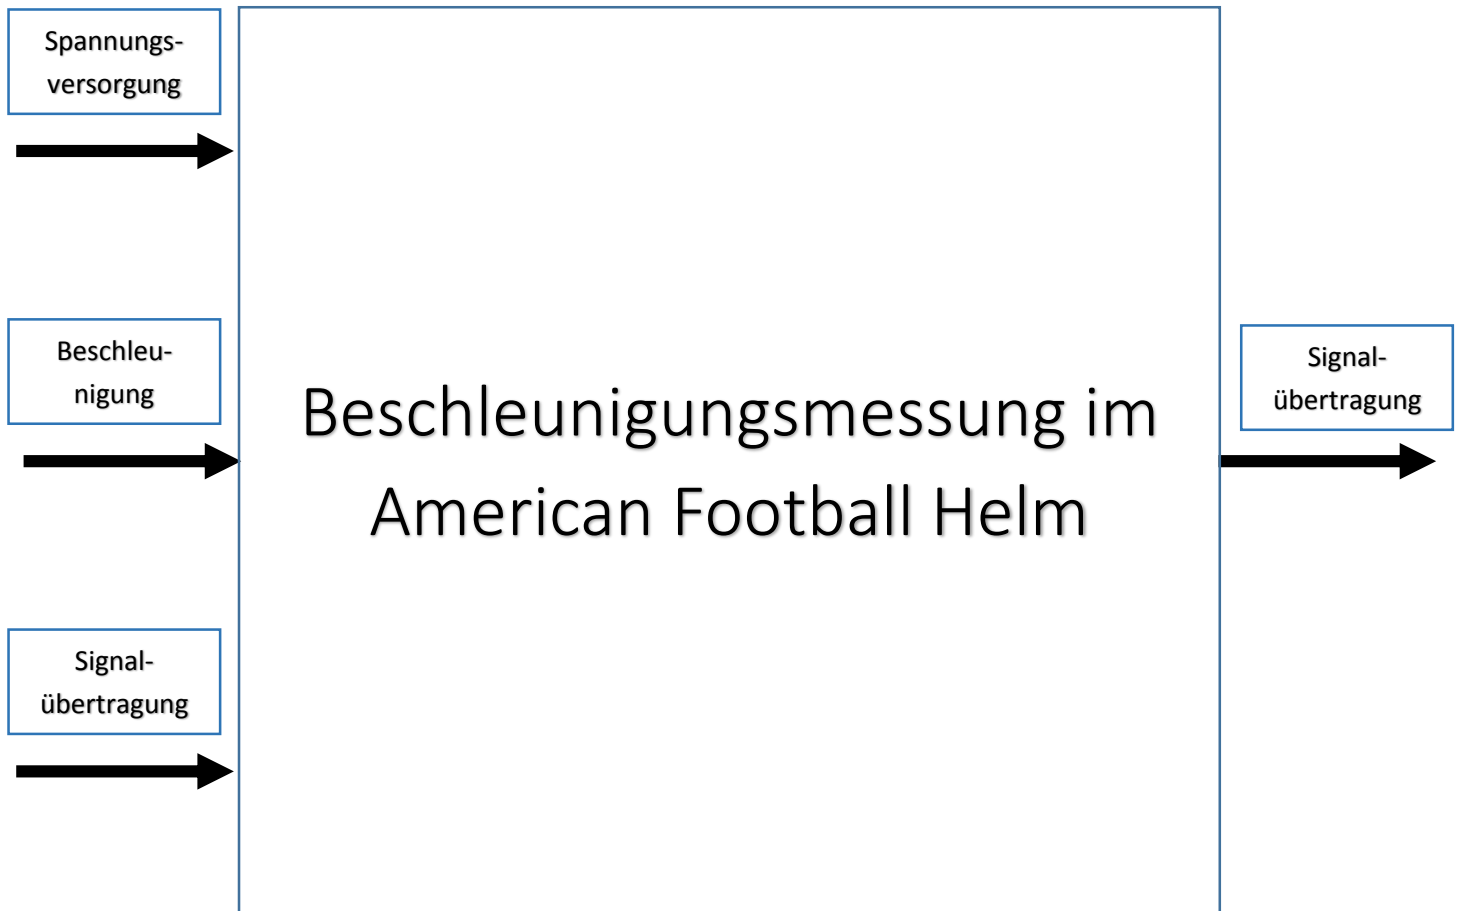 Spannungs-
versorgung
Beschleu-
nigung
Signal-
übertragung
Beschleunigungsmessung im
American Football Helm
Signal-
übertragung